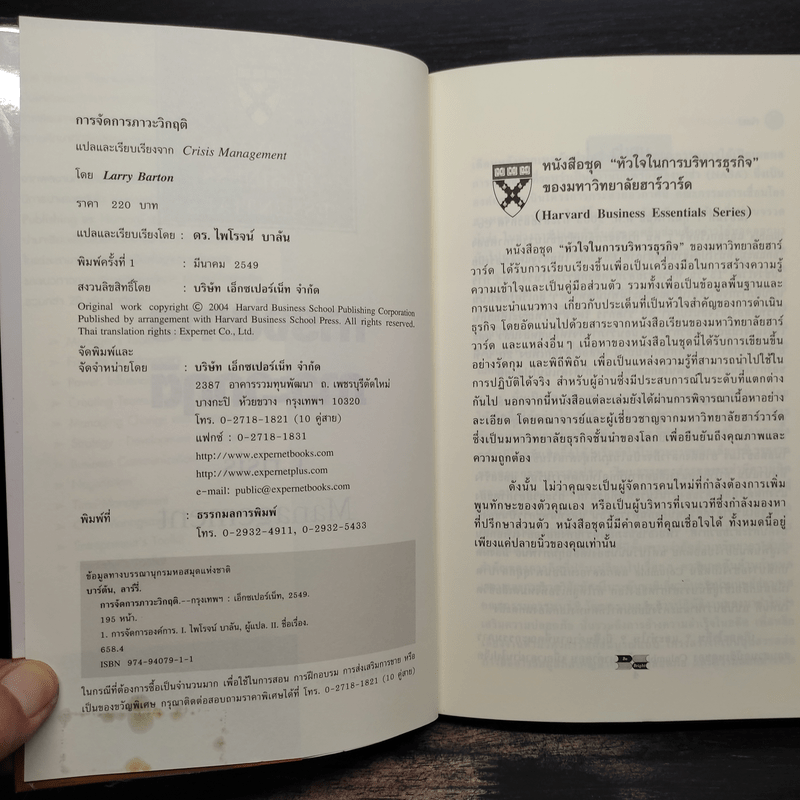 การจัดการภาวะวิกฤติ
แปลและเรียบเรียงจาก Crisis Management
โดย Larry Barton
ราคา 220 บาท
แปลและเรียบเรียงโดย : ดร. ไพโรจน์ บาลัน
พิมพ์ครั้งที่ 1 : มีนาคม 2549
สงวนลิขสิทธิ์โดย : บริษัท เอ็กซเปอร์เน็ท จำกัด
Original work copyright © 2004 Harvard Business School Publishing Corporation
Published by arrangement with Harvard Business School Press. All rights reserved.
Thai translation rights : Expernet Co., Ltd.
จัดพิมพ์และ
จัดจำหน่ายโดย : บริษัท เอ็กซเปอร์เน็ท จำกัด
2387 อาคารรวมทุนพัฒนา ถ. เพชรบุรีตัดใหม่
บางกะปิ ห้วยขวาง กรุงเทพฯ 10320
โทร. 0-2718-1821 (10 คู่สาย)
แฟกซ์ : 0-2718-1831
http://www.expernetbooks.com
http://www.expernetplus.com
e-mail: public@expernetbooks.com
พิมพ์ที่ : ธรรกมลการพิมพ์
โทร. 0-2932-4911, 0-2932-5433
ข้อมูลทางบรรณานุกรมหอสมุดแห่งชาติ
บาร์ตัน, ลาร์รี่.
การจัดการภาวะวิกฤติ.--กรุงเทพฯ : เอ็กซเปอร์เน็ท, 2549.
195 หน้า.
1. การจัดการองค์การ. I. ไพโรจน์ บาลัน, ผู้แปล. II. ชื่อเรื่อง.
658.4
ISBN 974-94079-1-1
ในกรณีที่ต้องการซื้อเป็นจำนวนมาก เพื่อใช้ในการสอน การฝึกอบรม การส่งเสริมการขาย หรือ
เป็นของขวัญพิเศษ กรุณาติดต่อสอบถามราคาพิเศษได้ที่ โทร. 0-2718-1821 (10 คู่สาย)
หนังสือชุด “หัวใจในการบริหารธุรกิจ”
ของมหาวิทยาลัยฮาร์วาร์ด
(Harvard Business Essentials Series)
หนังสือชุด “หัวใจในการบริหารธุรกิจ” ของมหาวิทยาลัยฮาร์
วาร์ด ได้รับการเรียบเรียงขึ้นเพื่อเป็นเครื่องมือในการสร้างความรู้
ความเข้าใจและเป็นคู่มือส่วนตัว รวมทั้งเพื่อเป็นข้อมูลพื้นฐานและ
การแนะนำแนวทาง เกี่ยวกับประเด็นที่เป็นหัวใจสำคัญของการดำเนิน
ธุรกิจ โดยอัดแน่นไปด้วยสาระจากหนังสือเรียนของมหาวิทยาลัยฮาร์
วาร์ด และแหล่งอื่นๆ เนื้อหาของหนังสือในชุดนี้ได้รับการเขียนขึ้น
อย่างรัดกุม และพิถีพิถัน เพื่อเป็นแหล่งความรู้ที่สามารถนำไปใช้ใน
การปฏิบัติได้จริง สำหรับผู้อ่านซึ่งมีประสบการณ์ในระดับที่แตกต่าง
กันไป นอกจากนี้หนังสือแต่ละเล่มยังได้ผ่านการพิจารณาเนื้อหาอย่าง
ละเอียด โดยคณาจารย์และผู้เชี่ยวชาญจากมหาวิทยาลัยฮาร์วาร์ด
ซึ่งเป็นมหาวิทยาลัยธุรกิจชั้นนำของโลก เพื่อยืนยันถึงคุณภาพและ
ความถูกต้อง
ดังนั้น ไม่ว่าคุณจะเป็นผู้จัดการคนใหม่ที่กำลังต้องการเพิ่ม
พูนทักษะของตัวคุณเอง หรือเป็นผู้บริหารที่เจนเวทีซึ่งกำลังมองหา
ที่ปรึกษาส่วนตัว หนังสือชุดนี้มีคำตอบที่คุณเชื่อใจได้ ทั้งหมดนี้อยู่
เพียงแค่ปลายนิ้วของคุณเท่านั้น